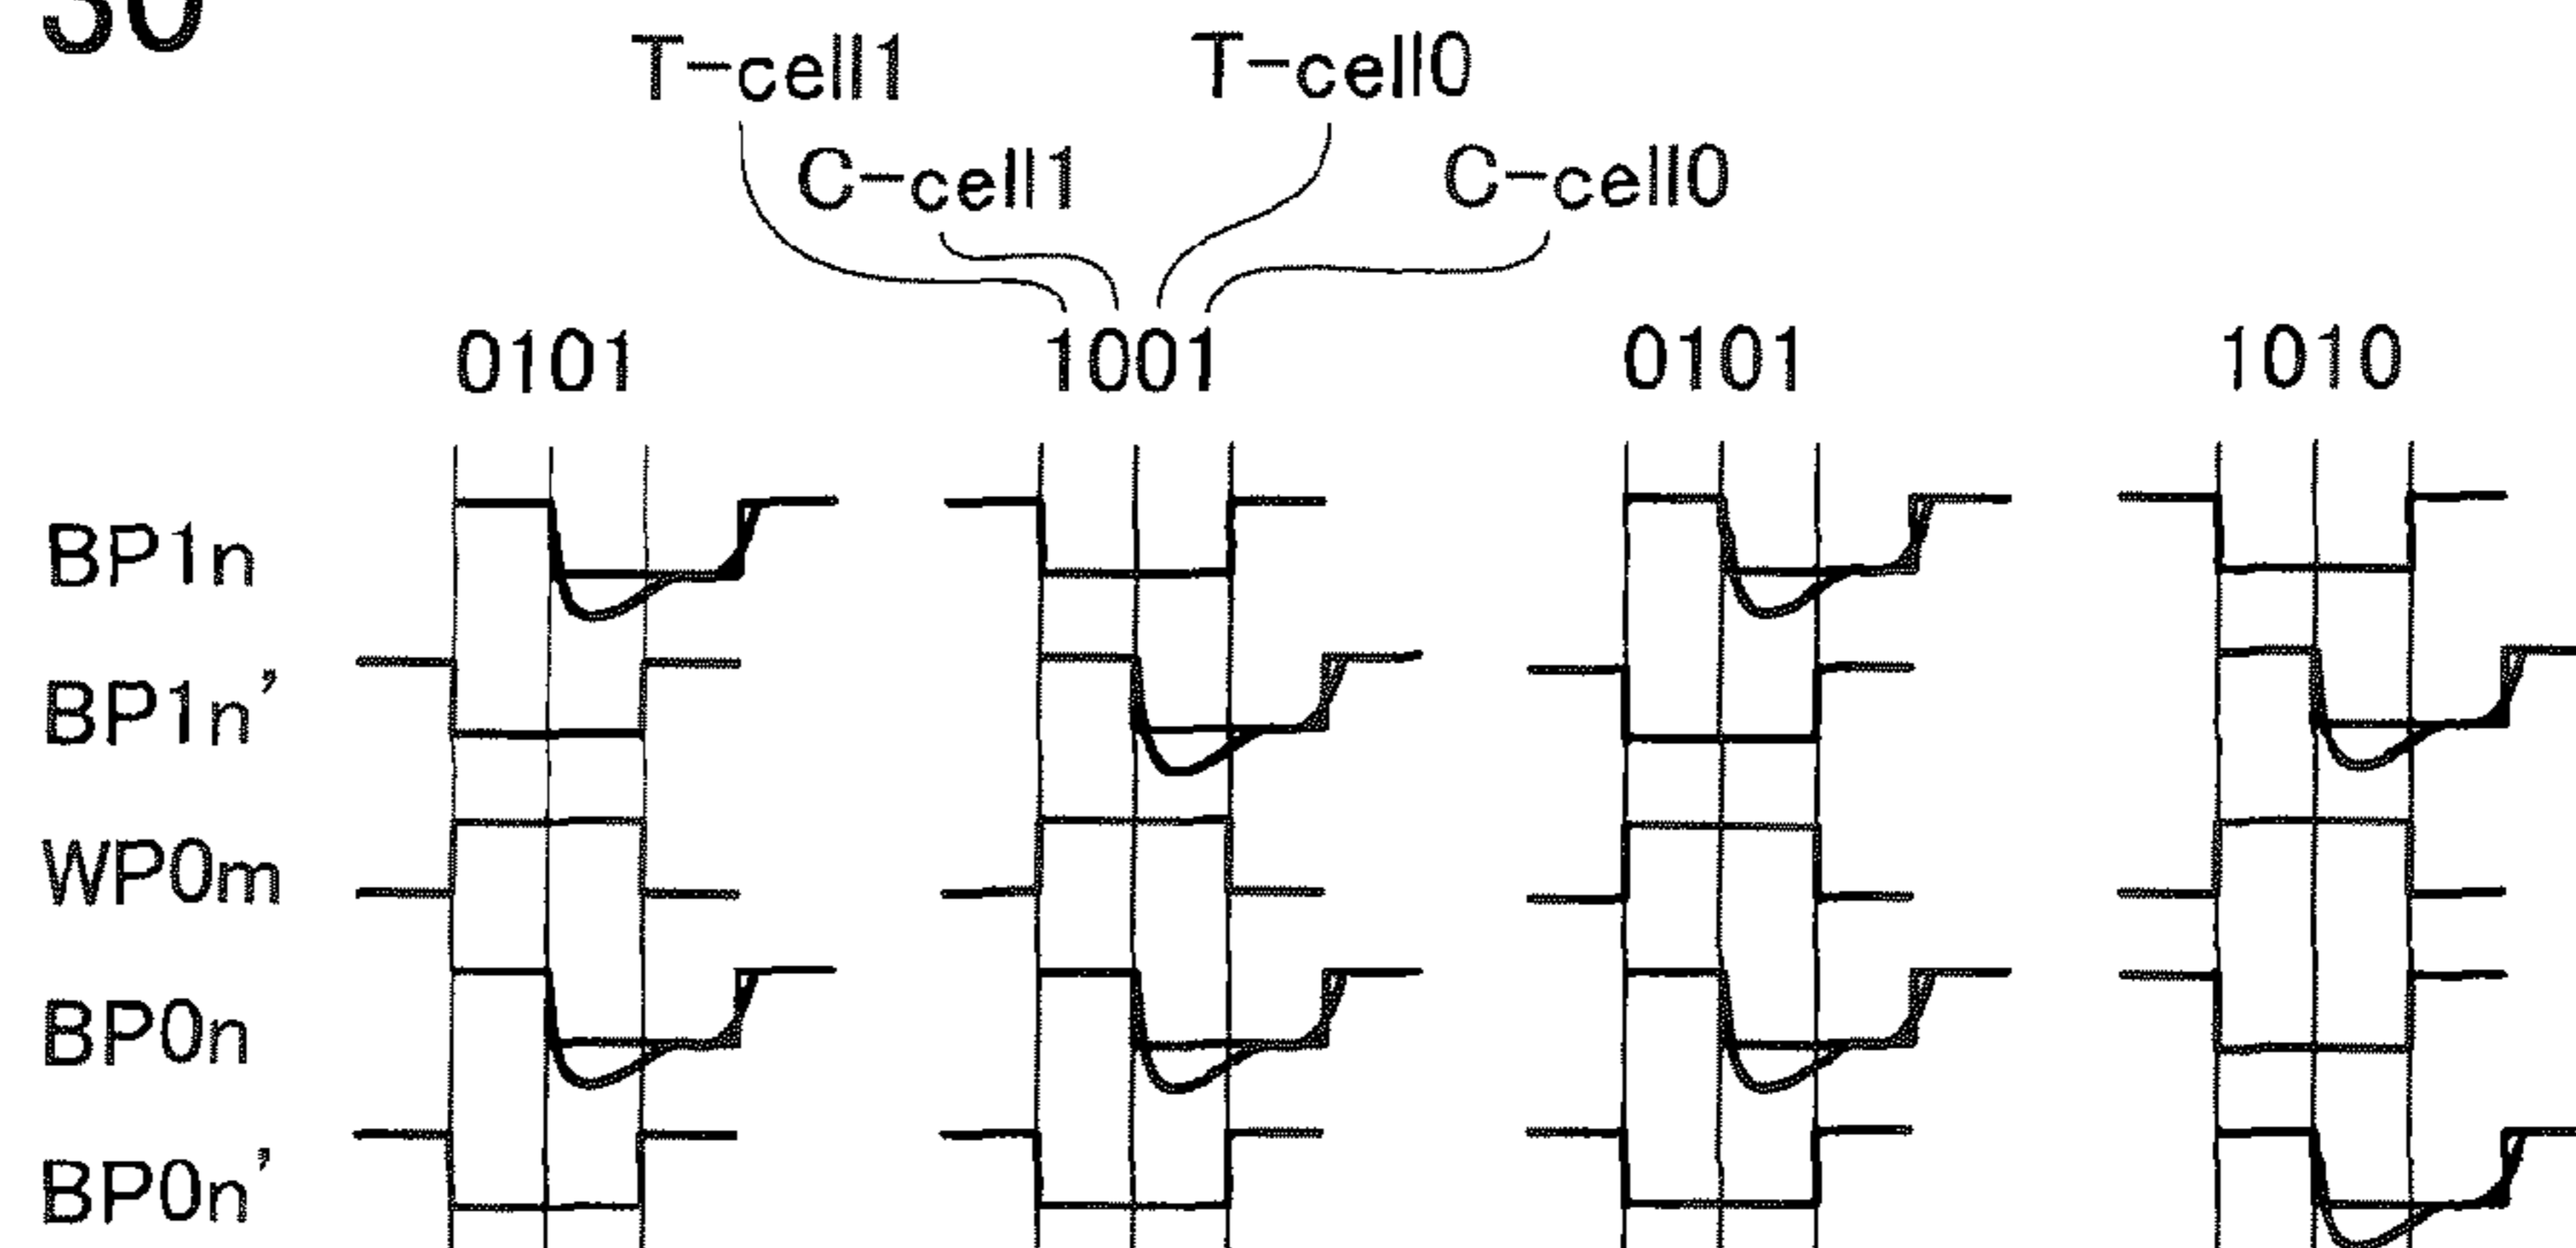 30
T-cell1 T-cell0
C-cell1 C-cell0
0101 1001 0101 1010
BP1n
BP1n'
WP0m
BP0n
BP0n'